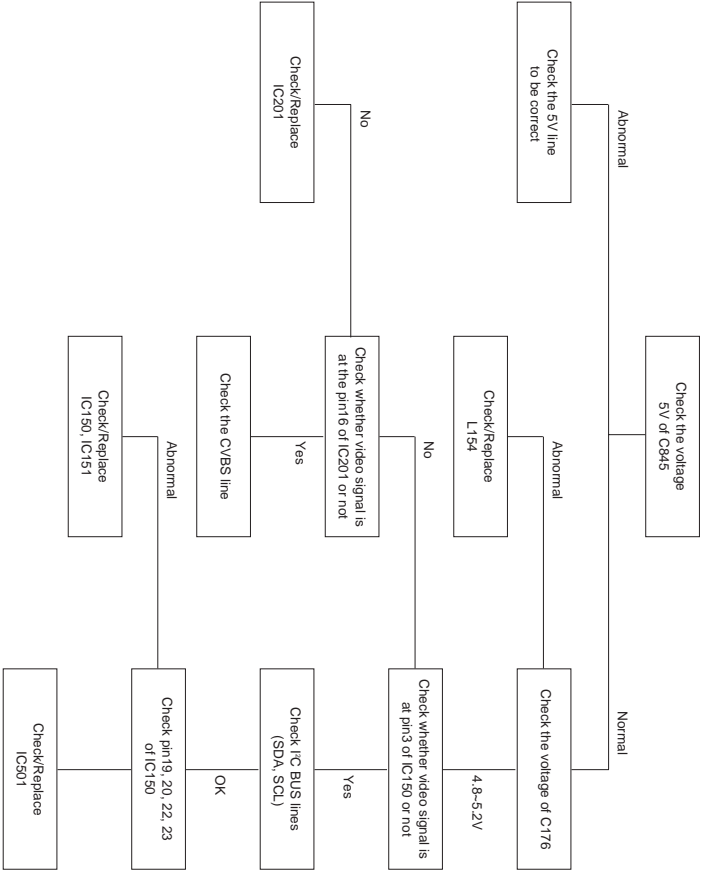 Check the voltage
5V of C845
Abnormal
Normal
Check the 5V line
to be correct
Check the voltage of C176
Abnormal
4.8~5.2V
Check/Replace
L154
Check whether video signal is
at pin3 of IC150 or not
No
Yes
Check whether video signal is
at the pin16 of IC201 or not
No
Yes
Check/Replace
IC201
Check the CVBS line
Check I²C BUS lines
(SDA, SCL)
OK
Check pin19, 20, 22, 23
of IC150
Abnormal
Check/Replace
IC150, IC151
Check/Replace
IC501